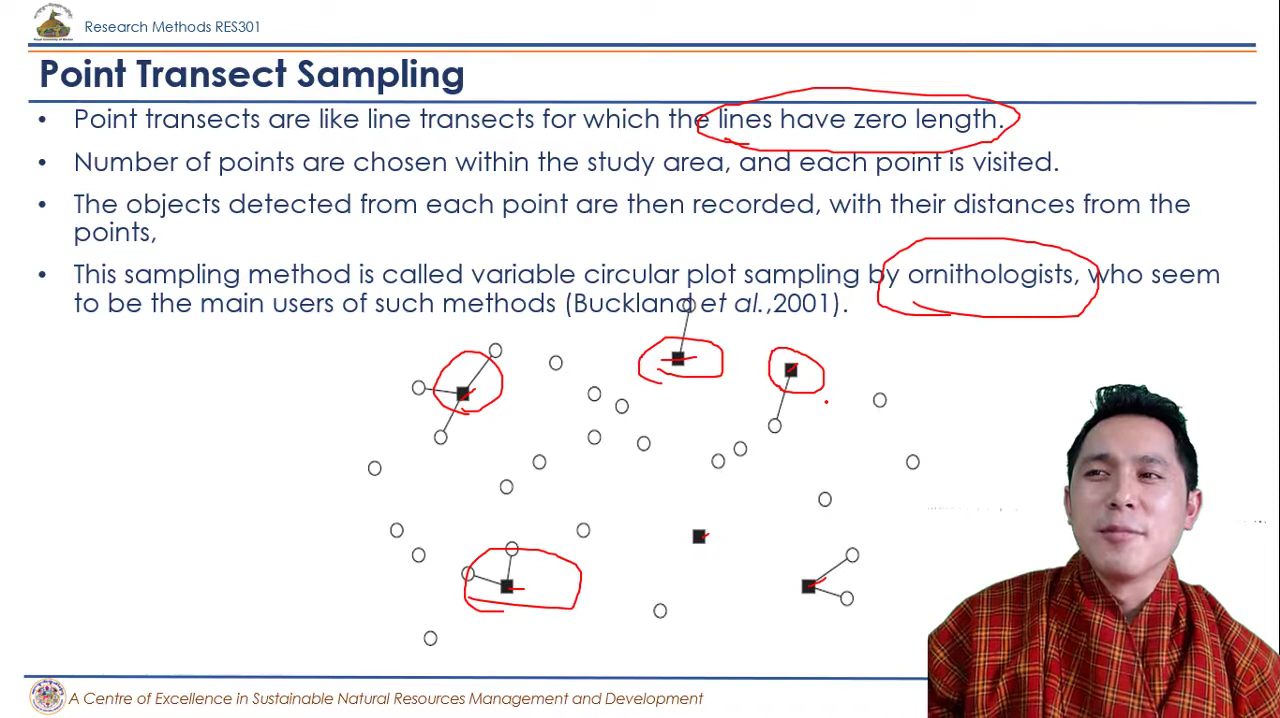 Research Methods RES301
Point Transect Sampling
• Point transects are like line transects for which the lines have zero length.
• Number of points are chosen within the study area, and each point is visited.
• The objects detected from each point are then recorded, with their distances from the
points,
• This sampling method is called variable circular plot sampling by ornithologists, who seem
to be the main users of such methods (Buckland et al.,2001).
A Centre of Excellence in Sustainable Natural Resources Management and Development